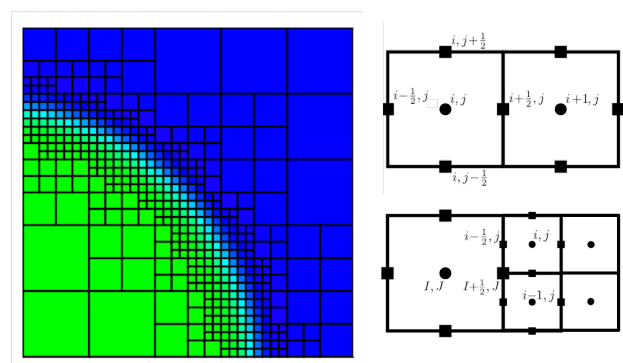 i, j+½
i−½, j
i, j
i+½, j
i+1, j
i, j−½
i−½, j
i, j
I, J
I+½, J
i−1, j